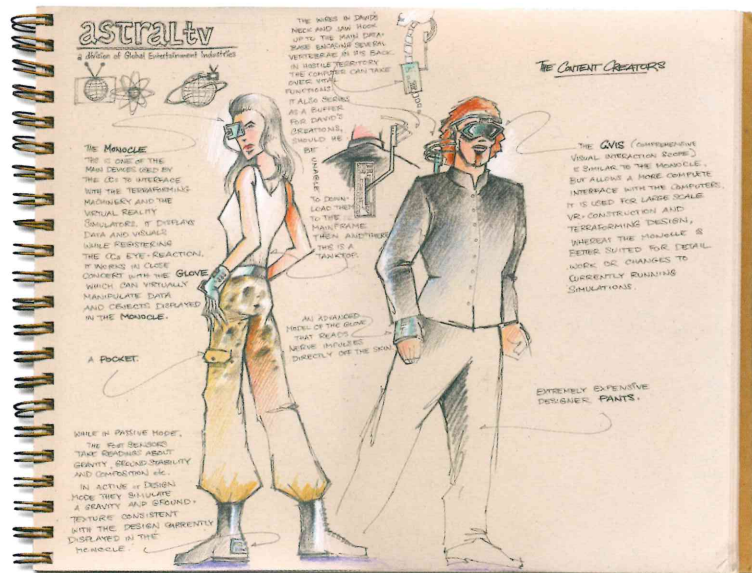 astraltv
a division of Global Entertainment Industries
THE WIRES IN DAVID'S
NECK AND JAW HOOK
UP TO THE MAIN DATA-
BASE ENCASING SEVERAL
VERTEBRAE IN HIS BACK.
IN HOSTILE TERRITORY
THE COMPUTER CAN TAKE
OVER VITAL
FUNCTIONS.
IT ALSO SERVES
AS A BUFFER
FOR DAVID'S
CREATIONS,
SHOULD HE
BE
UNABLE
TO DOWN-
LOAD THEM
TO THE
MAINFRAME
THEN AND THERE.
THIS IS A
TANKTOP.
THE CONTENT CREATORS
THE MONOCLE
THIS IS ONE OF THE
MAIN DEVICES USED BY
THE CCs TO INTERFACE
WITH THE TERRAFORMING
MACHINERY AND THE
VIRTUAL REALITY
SIMULATORS. IT DISPLAYS
DATA AND VISUALS
WHILE REGISTERING
THE CCs EYE-REACTION.
IT WORKS IN CLOSE
CONCERT WITH THE GLOVE
WHICH CAN VIRTUALLY
MANIPULATE DATA
AND OBJECTS DISPLAYED
IN THE MONOCLE.
THE QVIS (COMPREHENSIVE
VISUAL INTERACTION SCOPE)
IS SIMILAR TO THE MONOCLE,
BUT ALLOWS A MORE COMPLETE
INTERFACE WITH THE COMPUTERS.
IT IS USED FOR LARGE SCALE
VR-CONSTRUCTION AND
TERRAFORMING DESIGN,
WHEREAS THE MONOCLE IS
BETTER SUITED FOR DETAIL
WORK OR CHANGES TO
CURRENTLY RUNNING
SIMULATIONS.
AN ADVANCED
MODEL OF THE GLOVE
THAT READS
NERVE IMPULSES
DIRECTLY OFF THE SKIN
A POCKET.
EXTREMELY EXPENSIVE
DESIGNER PANTS.
WHILE IN PASSIVE MODE,
THE FOOT SENSORS
TAKE READINGS ABOUT
GRAVITY, GROUND STABILITY
AND COMPOSITION etc.
IN ACTIVE or DESIGN
MODE THEY SIMULATE
A GRAVITY AND GROUND-
TEXTURE CONSISTENT
WITH THE DESIGN CURRENTLY
DISPLAYED IN THE
MONOCLE.